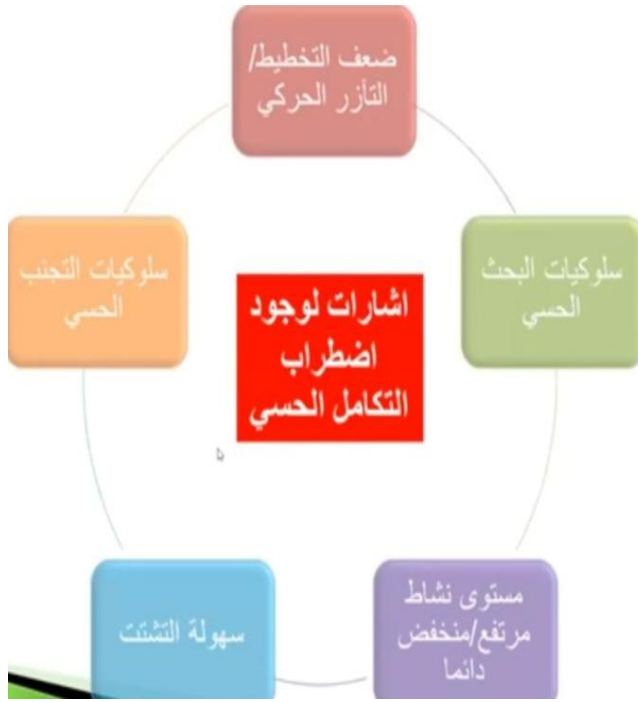 ضعف التخطيط/
التأزر الحركي
سلوكيات البحث
الحسي
مستوى نشاط
مرتفع/منخفض
دائما
سهولة التشتت
سلوكيات التجنب
الحسي
اشارات لوجود
اضطراب
التكامل الحسي